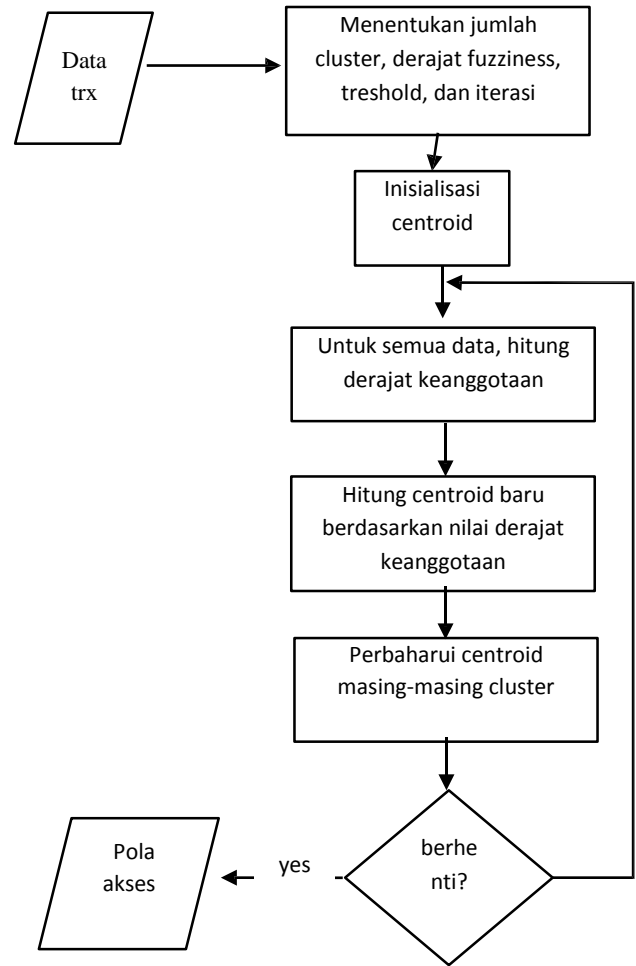 Data
trx
Menentukan jumlah
cluster, derajat fuzziness,
treshold, dan iterasi
Inisialisasi
centroid
Untuk semua data, hitung
derajat keanggotaan
Hitung centroid baru
berdasarkan nilai derajat
keanggotaan
Perbaharui centroid
masing-masing cluster
berhe
nti?
yes
Pola
akses